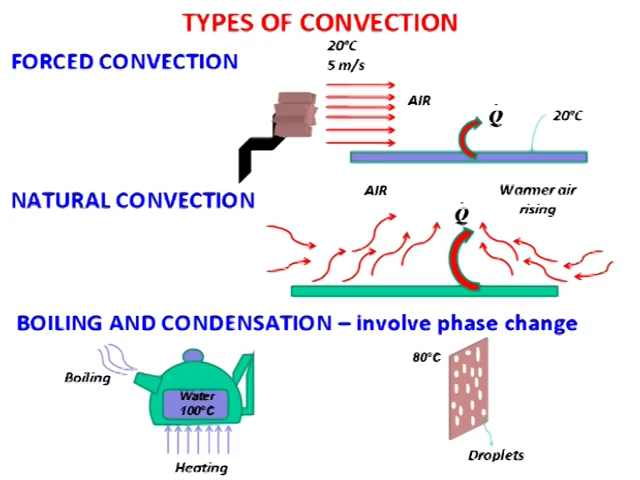 TYPES OF CONVECTION
FORCED CONVECTION
20°C
5 m/s
AIR
Q̇
20°C
NATURAL CONVECTION
AIR
Q̇
Warmer air
rising
BOILING AND CONDENSATION – involve phase change
Boiling
Water
100°C
Heating
80°C
Droplets